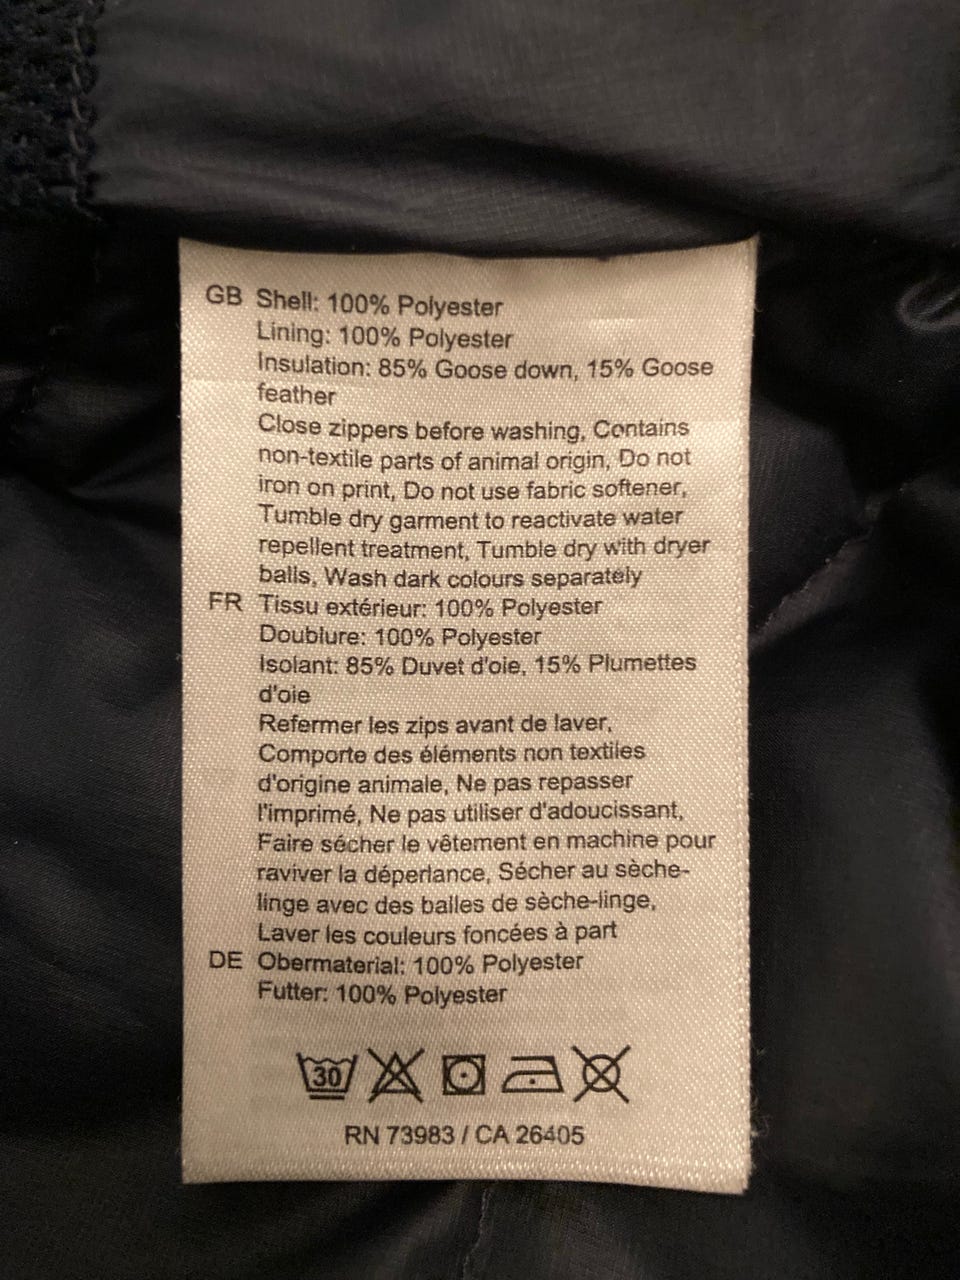 GB Shell: 100% Polyester
Lining: 100% Polyester
Insulation: 85% Goose down, 15% Goose
feather
Close zippers before washing, Contains
non-textile parts of animal origin, Do not
iron on print, Do not use fabric softener,
Tumble dry garment to reactivate water
repellent treatment, Tumble dry with dryer
balls, Wash dark colours separately
FR Tissu extérieur: 100% Polyester
Doublure: 100% Polyester
Isolant: 85% Duvet d'oie, 15% Plumettes
d'oie
Refermer les zips avant de laver,
Comporte des éléments non textiles
d'origine animale, Ne pas repasser
l'imprimé, Ne pas utiliser d'adoucissant,
Faire sécher le vêtement en machine pour
raviver la déperlance, Sécher au sèche-
linge avec des balles de sèche-linge,
Laver les couleurs foncées à part
DE Obermaterial: 100% Polyester
Futter: 100% Polyester
30
RN 73983 / CA 26405